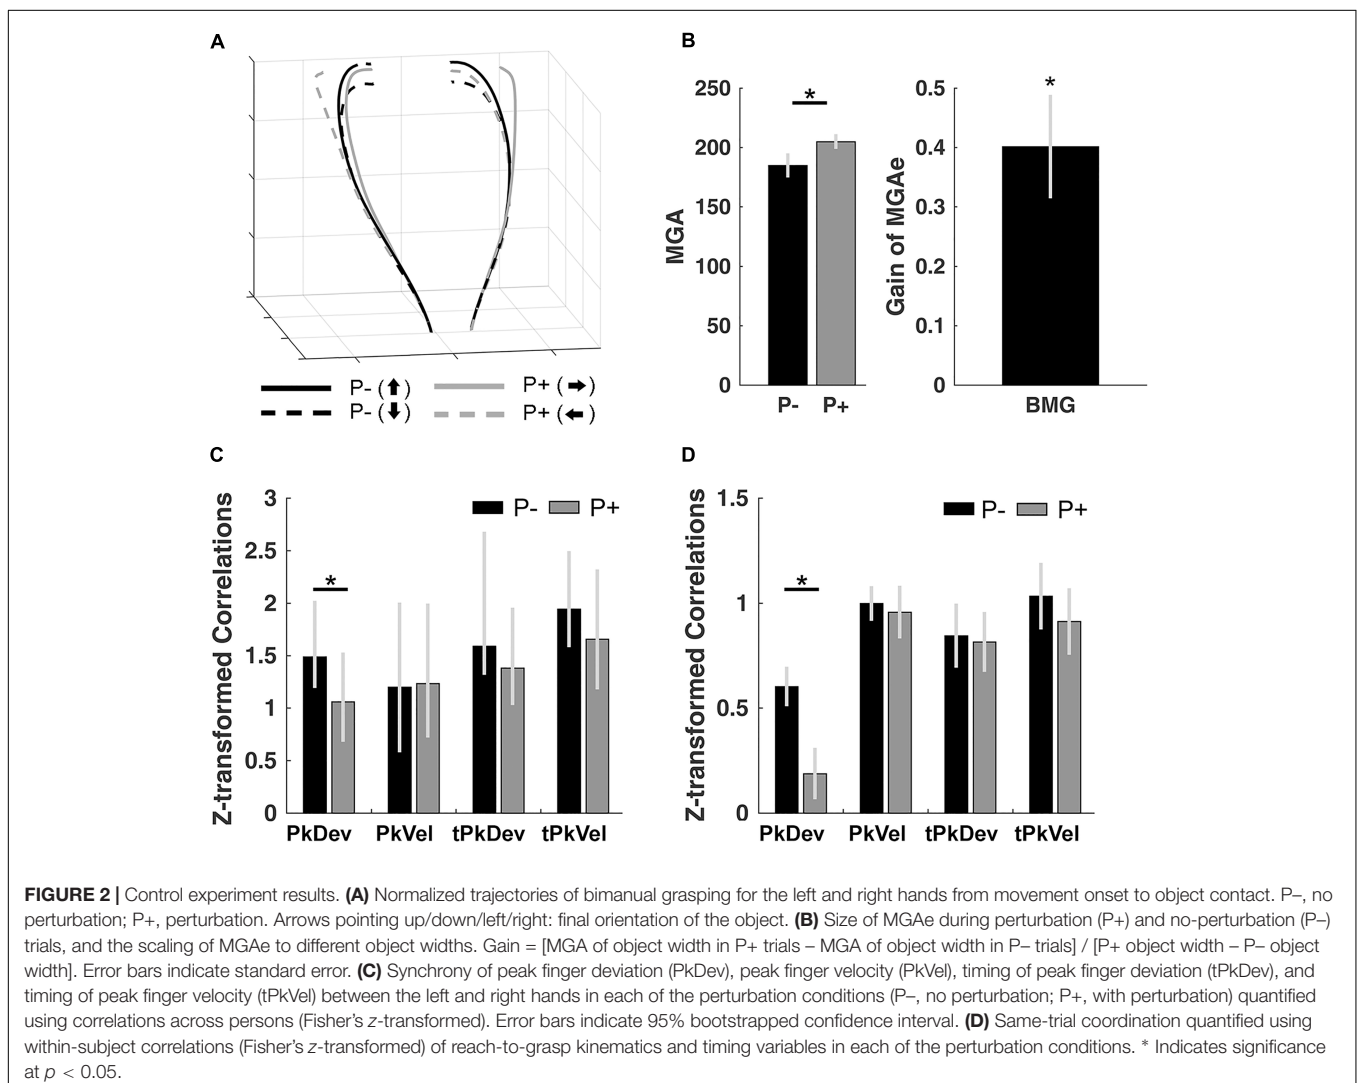 A
P- (⬆)
P+ (➡)
P- (⬇)
P+ (⬅)
B
MGA
250
200
150
100
50
0
*
P-
P+
Gain of MGAe
0.5
0.4
0.3
0.2
0.1
0
*
BMG
C
Z-transformed Correlations
3
2.5
2
1.5
1
0.5
0
P-
P+
*
PkDev
PkVel
tPkDev
tPkVel
D
Z-transformed Correlations
1.5
1
0.5
0
P-
P+
*
PkDev
PkVel
tPkDev
tPkVel
FIGURE 2 | Control experiment results. (A) Normalized trajectories of bimanual grasping for the left and right hands from movement onset to object contact. P–, no
perturbation; P+, perturbation. Arrows pointing up/down/left/right: final orientation of the object. (B) Size of MGAe during perturbation (P+) and no-perturbation (P–)
trials, and the scaling of MGAe to different object widths. Gain = [MGA of object width in P+ trials – MGA of object width in P– trials] / [P+ object width – P– object
width]. Error bars indicate standard error. (C) Synchrony of peak finger deviation (PkDev), peak finger velocity (PkVel), timing of peak finger deviation (tPkDev), and
timing of peak finger velocity (tPkVel) between the left and right hands in each of the perturbation conditions (P–, no perturbation; P+, with perturbation) quantified
using correlations across persons (Fisher's z-transformed). Error bars indicate 95% bootstrapped confidence interval. (D) Same-trial coordination quantified using
within-subject correlations (Fisher's z-transformed) of reach-to-grasp kinematics and timing variables in each of the perturbation conditions. * Indicates significance
at p < 0.05.